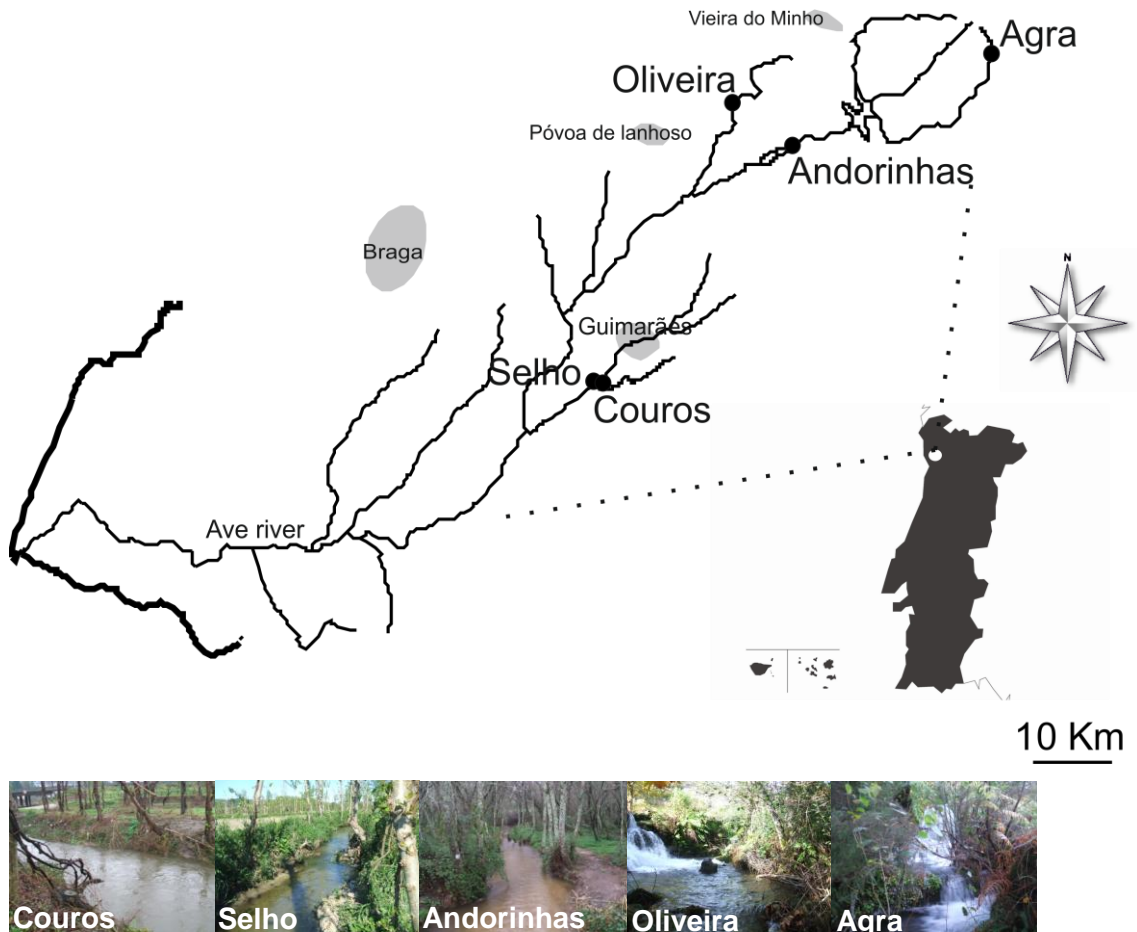 Vieira do Minho
Agra
Oliveira
Póvoa de lanhoso
Andorinhas
Braga
N
Guimarães
Selho
Couros
Ave river
10 Km
Couros
Selho
Andorinhas
Oliveira
Agra